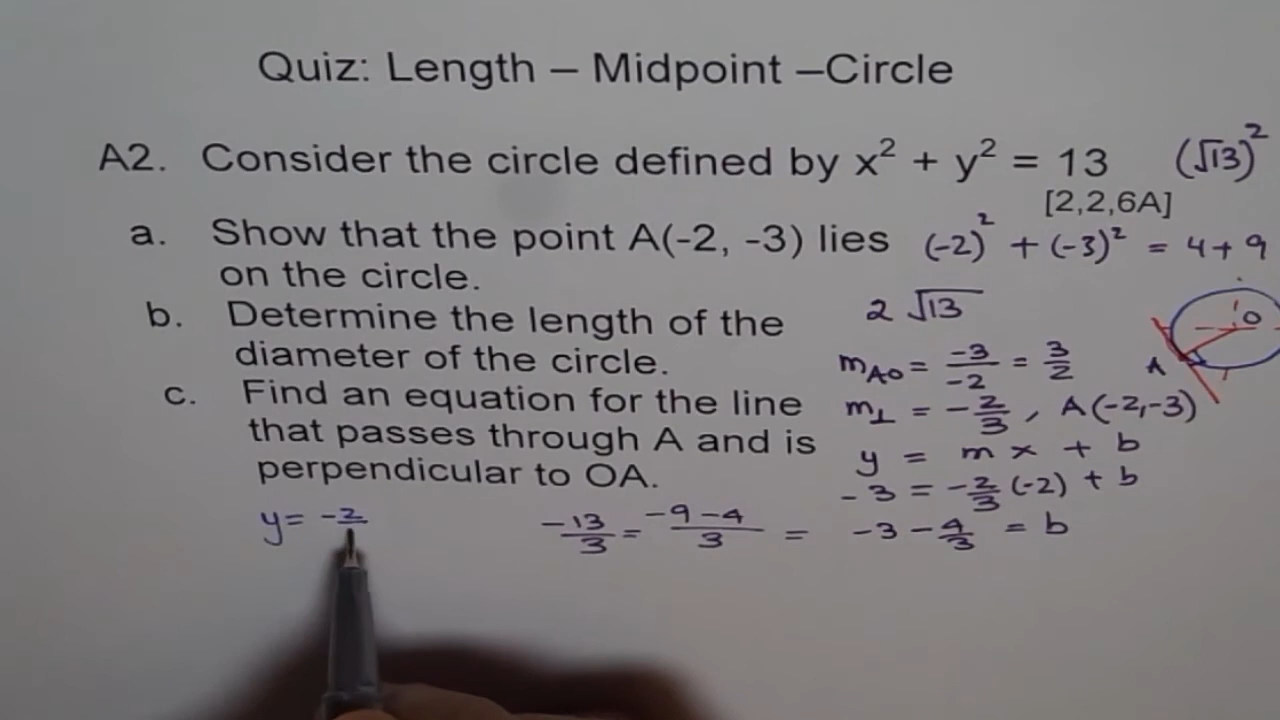 Quiz: Length – Midpoint –Circle
A2. Consider the circle defined by x² + y² = 13 (√13)²
[2,2,6A]
a. Show that the point A(-2, -3) lies (-2)² + (-3)² = 4+9
on the circle.
b. Determine the length of the 2√13
diameter of the circle.
O
A
m_AO = -3/-2 = 3/2
c. Find an equation for the line m⊥ = -2/3, A(-2,-3)
that passes through A and is y = mx + b
perpendicular to OA. -3 = -2/3 (-2) + b
y = -2 -13/3 = -9-4/3 = -3 - 4/3 = b